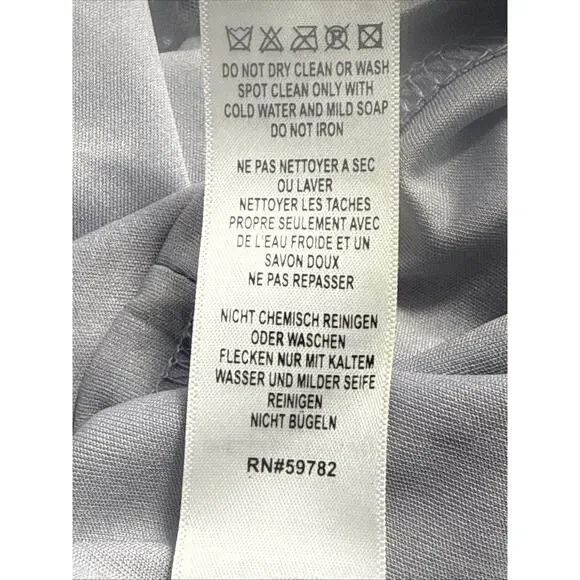 DO NOT DRY CLEAN OR WASH
SPOT CLEAN ONLY WITH
COLD WATER AND MILD SOAP
DO NOT IRON
NE PAS NETTOYER A SEC
OU LAVER
NETTOYER LES TACHES
PROPRE SEULEMENT AVEC
DE L'EAU FROIDE ET UN
SAVON DOUX
NE PAS REPASSER
NICHT CHEMISCH REINIGEN
ODER WASCHEN
FLECKEN NUR MIT KALTEM
WASSER UND MILDER SEIFE
REINIGEN
NICHT BÜGELN
RN#59782